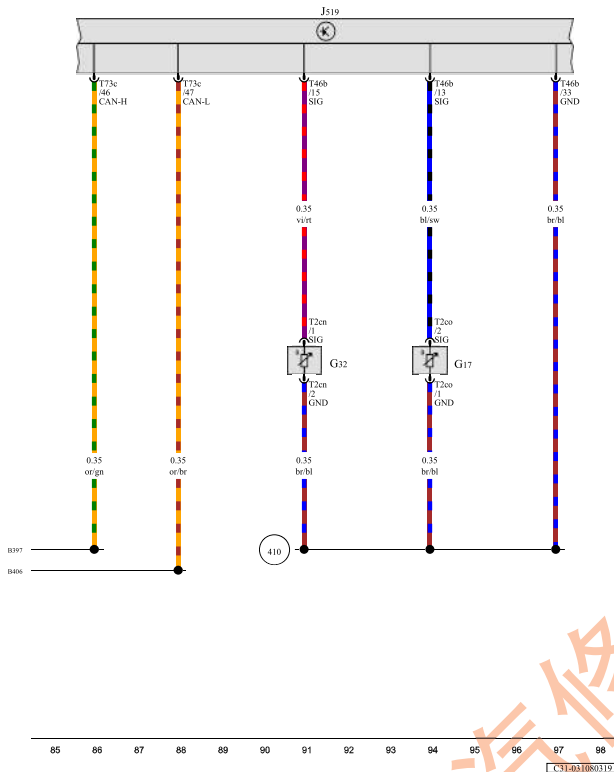 J519
T73c
/46
CAN-H
T73c
/47
CAN-L
T46b
/15
SIG
T46b
/13
SIG
T46b
/33
GND
0.35
vi/rt
0.35
bl/sw
0.35
br/bl
T2cn
/1
SIG
T2co
/2
SIG
G32
G17
T2cn
/2
GND
T2co
/1
GND
0.35
or/gn
0.35
or/br
0.35
br/bl
0.35
br/bl
B397
410
B406
85 86 87 88 89 90 91 92 93 94 95 96 97 98
C31-031080319
汽修